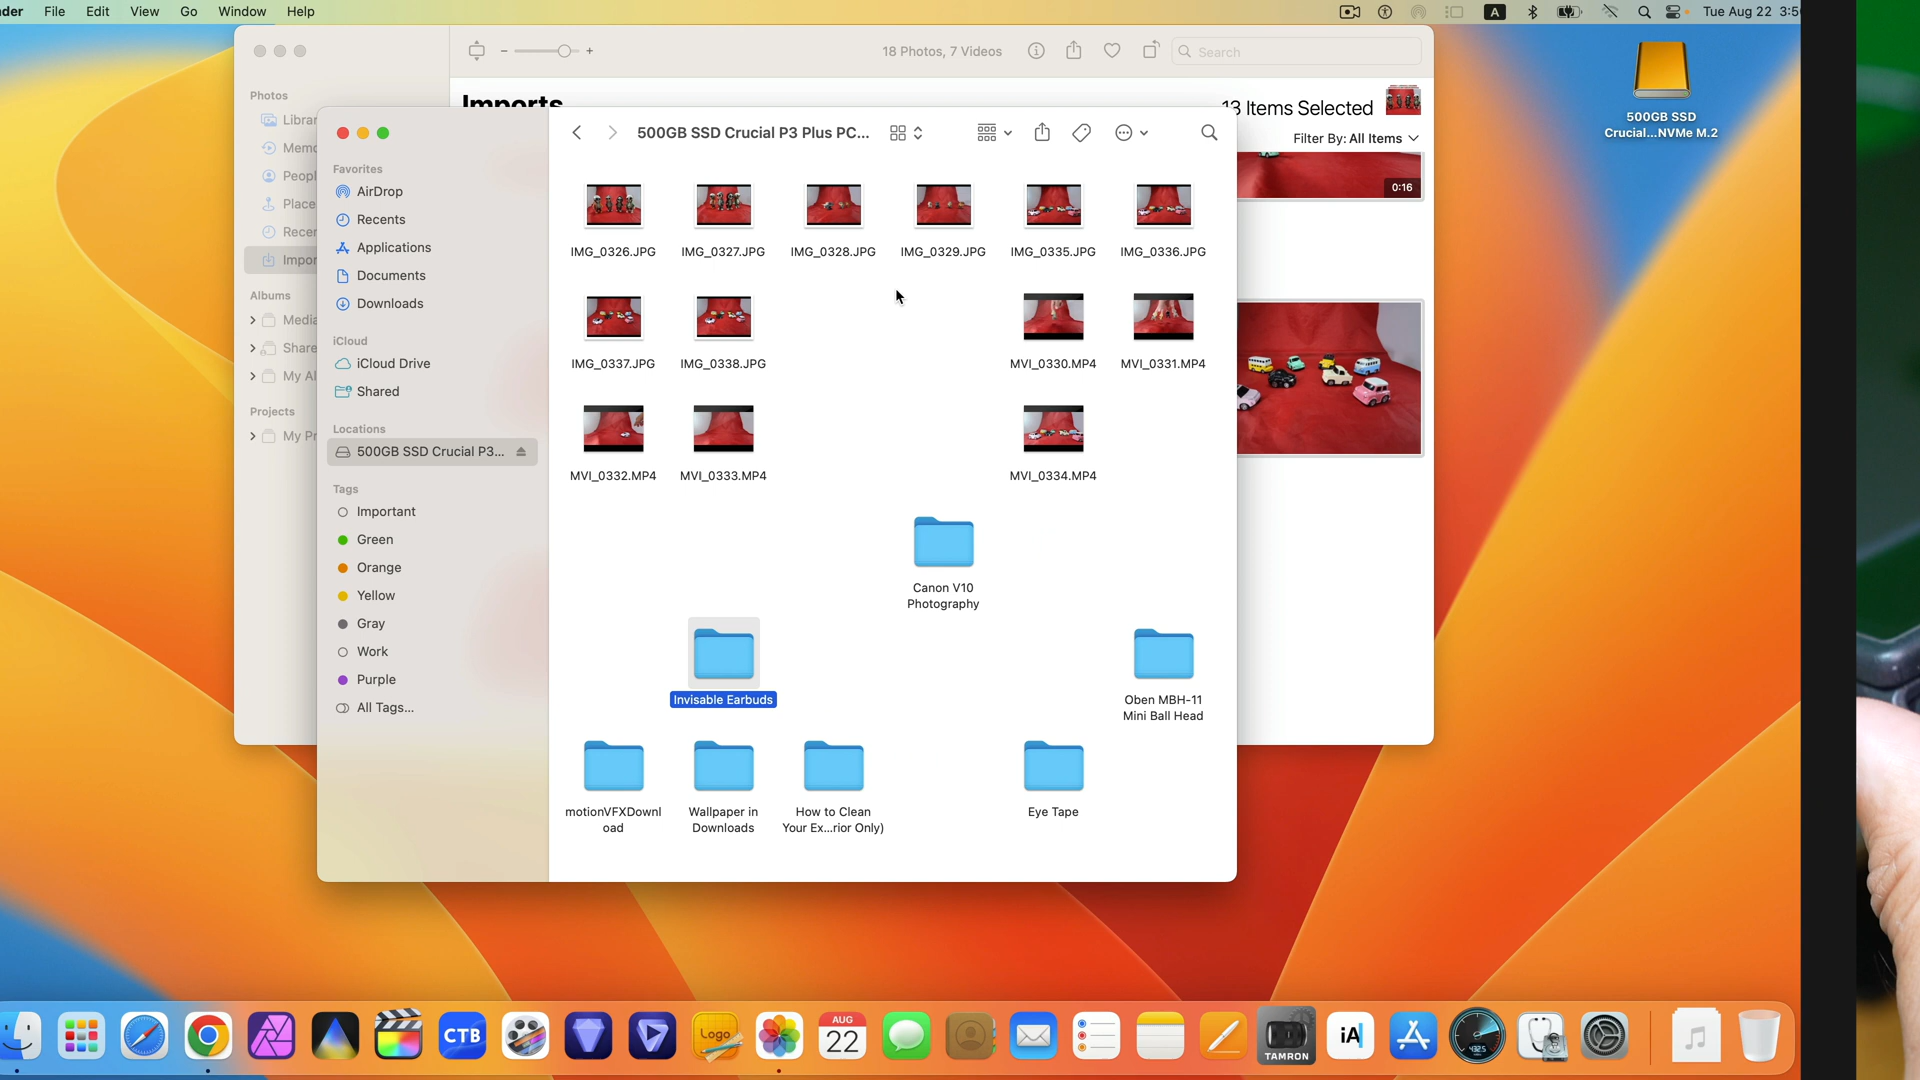 der File Edit View Go Window Help
A
Tue Aug 22 3:5
18 Photos, 7 Videos
Search
Photos
Imports
13 Items Selected
Filter By: All Items
0:16
Librar
Memo
Peopl
Place
Recen
Impor
Albums
Media
Share
My Al
Projects
My Pr
500GB SSD Crucial P3 Plus PC...
Favorites
AirDrop
Recents
Applications
Documents
Downloads
iCloud
iCloud Drive
Shared
Locations
500GB SSD Crucial P3...
Tags
Important
Green
Orange
Yellow
Gray
Work
Purple
All Tags...
IMG_0326.JPG IMG_0327.JPG IMG_0328.JPG IMG_0329.JPG IMG_0335.JPG IMG_0336.JPG
IMG_0337.JPG IMG_0338.JPG MVI_0330.MP4 MVI_0331.MP4
MVI_0332.MP4 MVI_0333.MP4 MVI_0334.MP4
Canon V10
Photography
Invisable Earbuds
Oben MBH-11
Mini Ball Head
motionVFXDownl
oad
Wallpaper in
Downloads
How to Clean
Your Ex...rior Only)
Eye Tape
500GB SSD
Crucial...NVMe M.2
CTB
Logo
AUG
22
TAMRON
iA